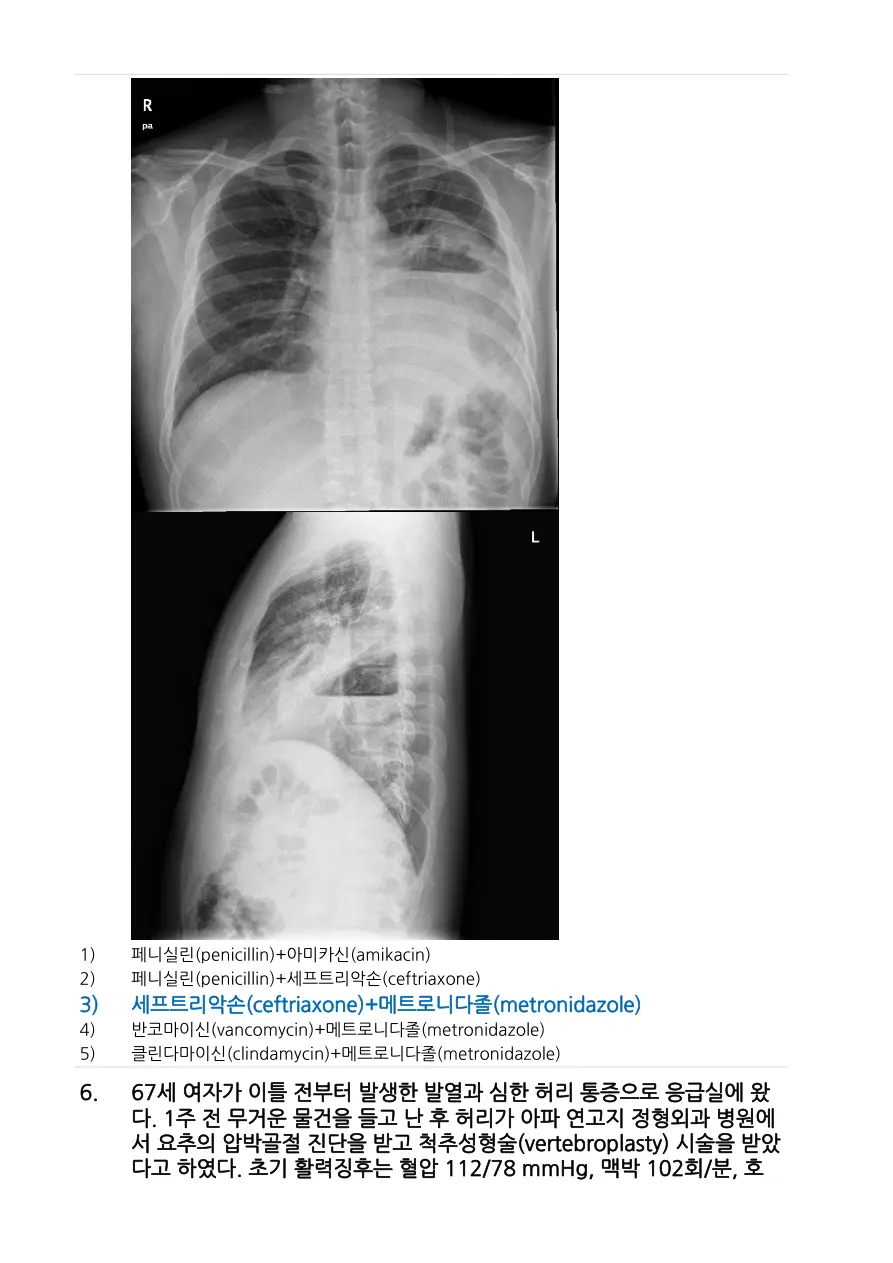 R
pa
L
1) 페니실린(penicillin)+아미카신(amikacin)
2) 페니실린(penicillin)+세프트리악손(ceftriaxone)
3) 세프트리악손(ceftriaxone)+메트로니다졸(metronidazole)
4) 반코마이신(vancomycin)+메트로니다졸(metronidazole)
5) 클린다마이신(clindamycin)+메트로니다졸(metronidazole)
6. 67세 여자가 이틀 전부터 발생한 발열과 심한 허리 통증으로 응급실에 왔
다. 1주 전 무거운 물건을 들고 난 후 허리가 아파 연고지 정형외과 병원에
서 요추의 압박골절 진단을 받고 척추성형술(vertebroplasty) 시술을 받았
다고 하였다. 초기 활력징후는 혈압 112/78 mmHg, 맥박 102회/분, 호